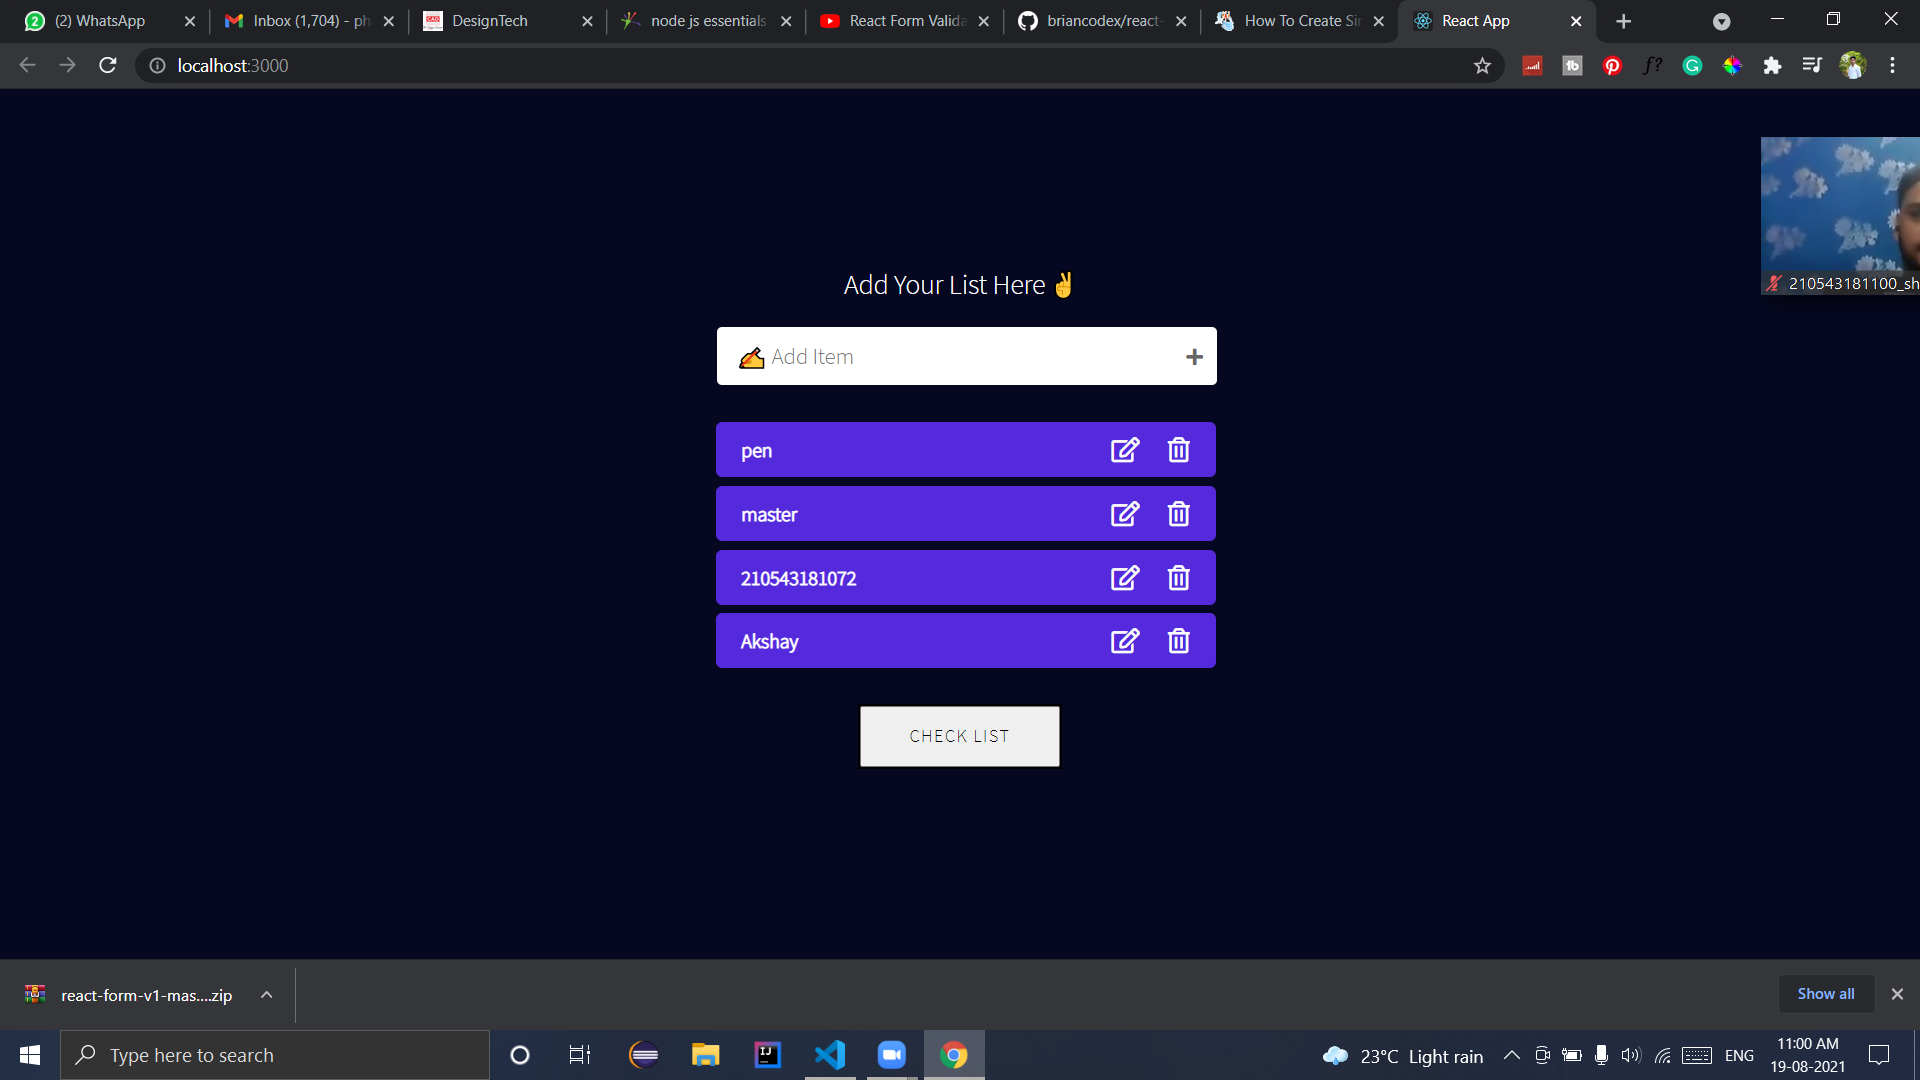 (2) WhatsApp
Inbox (1,704) - ph
DesignTech
node js essentials
React Form Valida
briancodex/react-
How To Create Sir
React App
localhost:3000
Add Your List Here ✌
210543181100_sh
✍ Add Item +
pen
master
210543181072
Akshay
CHECK LIST
react-form-v1-mas....zip
Show all
Type here to search
23°C Light rain
ENG
11:00 AM
19-08-2021